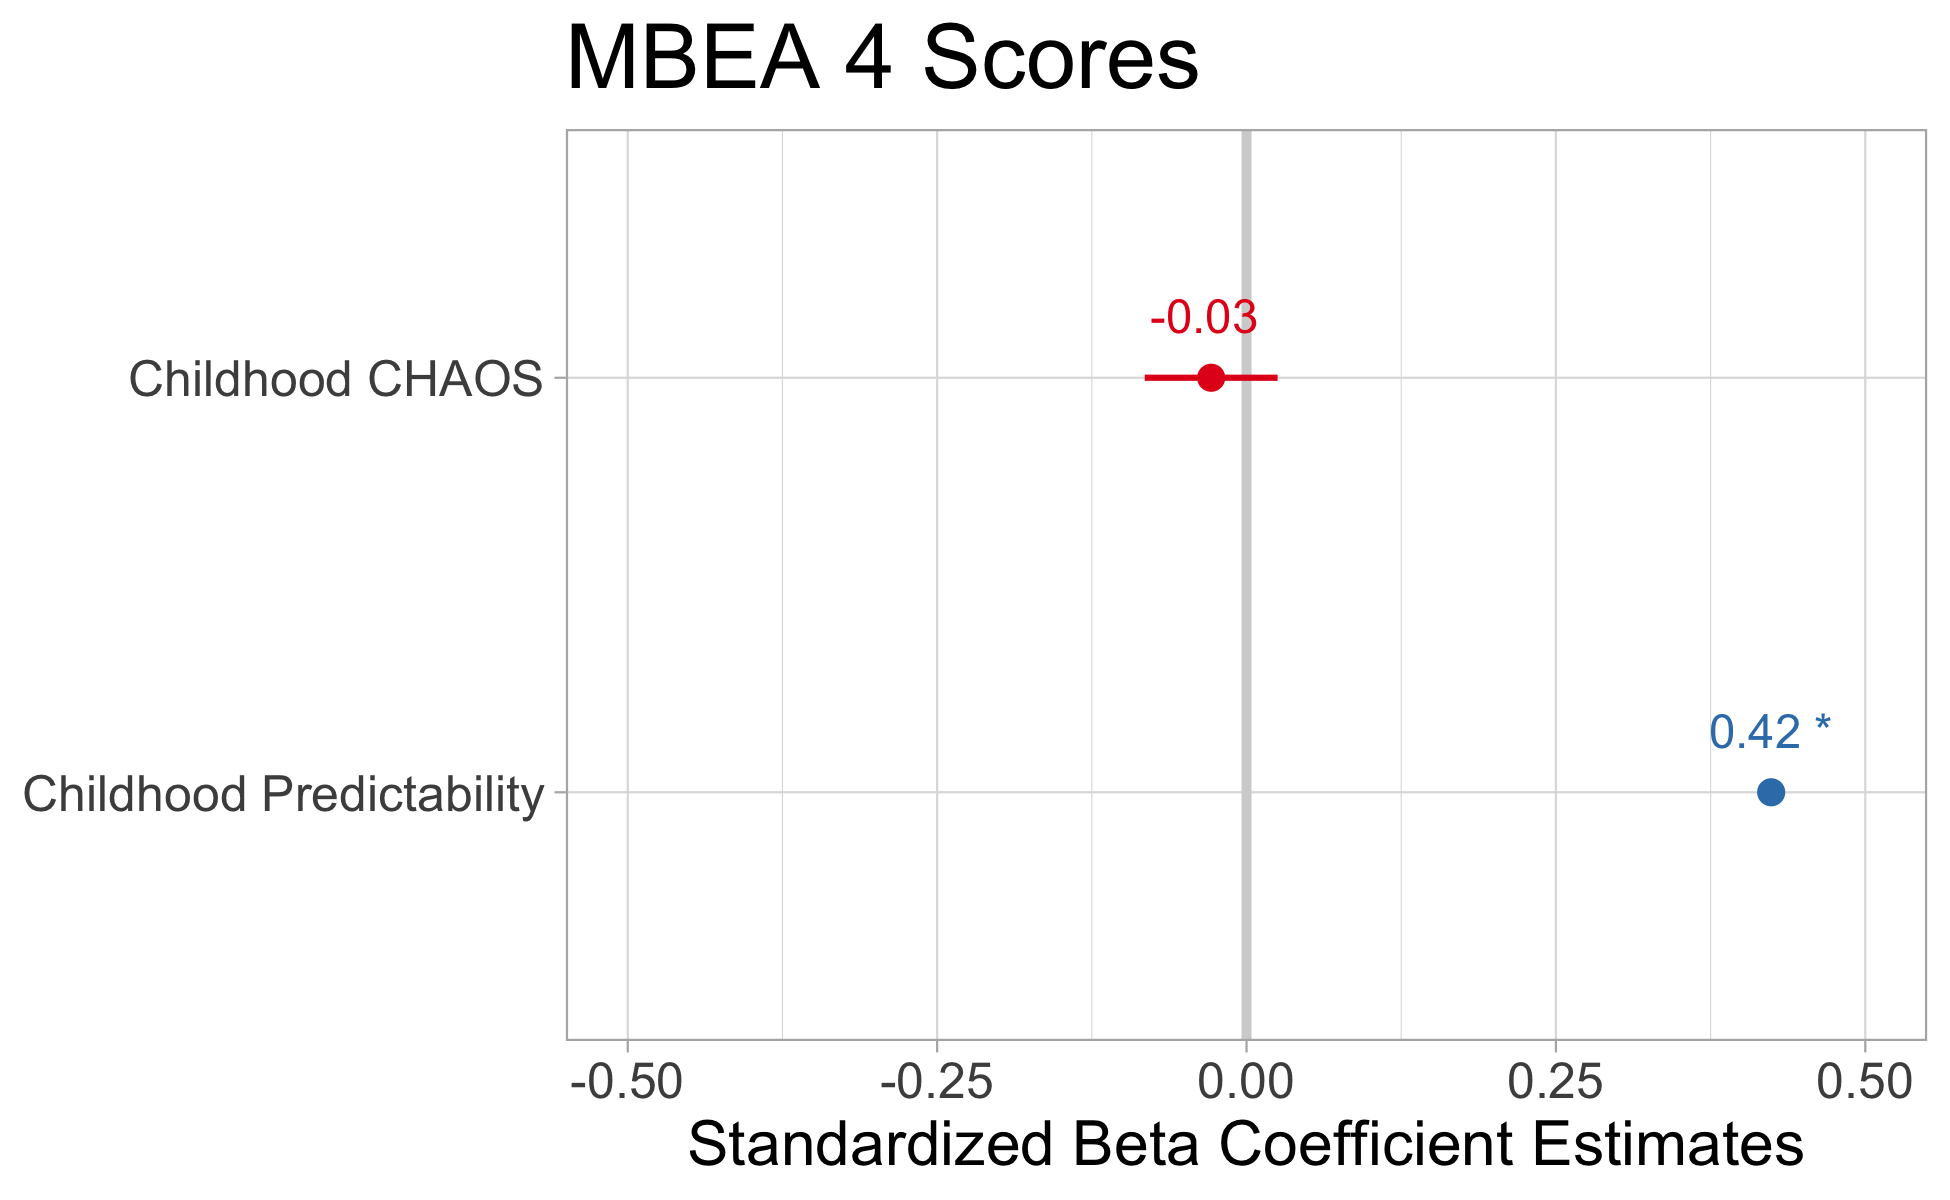 MBEA 4 Scores
-0.03
Childhood CHAOS
0.42 *
Childhood Predictability
-0.50 -0.25 0.00 0.25 0.50
Standardized Beta Coefficient Estimates